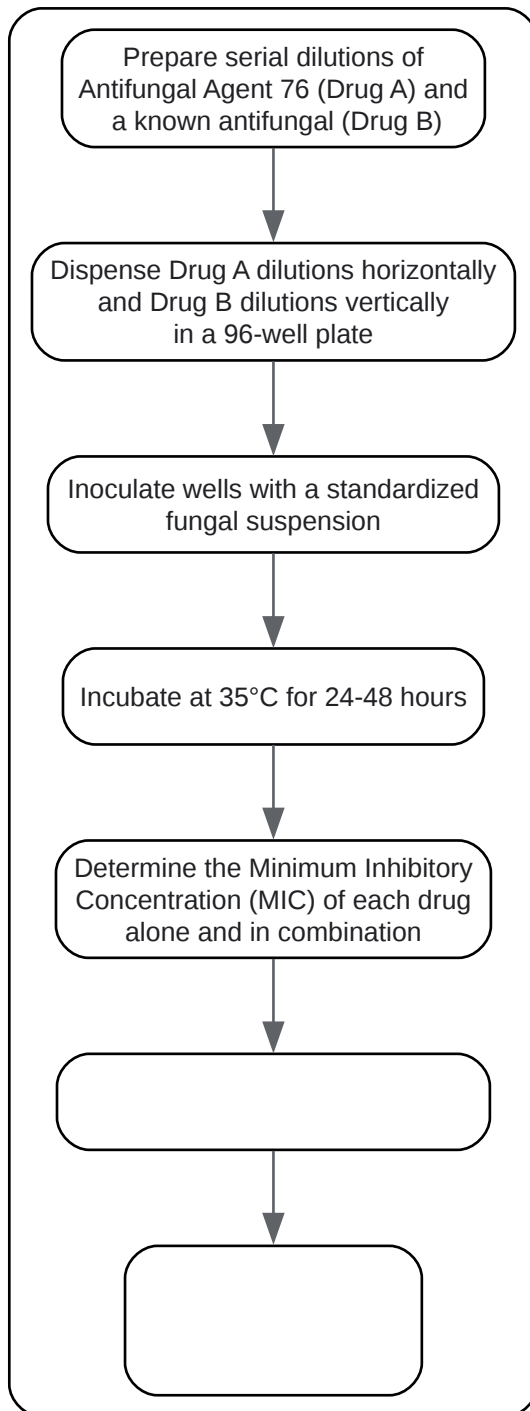 Prepare serial dilutions of
Antifungal Agent 76 (Drug A) and
a known antifungal (Drug B)
Dispense Drug A dilutions horizontally
and Drug B dilutions vertically
in a 96-well plate
Inoculate wells with a standardized
fungal suspension
Incubate at 35°C for 24-48 hours
Determine the Minimum Inhibitory
Concentration (MIC) of each drug
alone and in combination